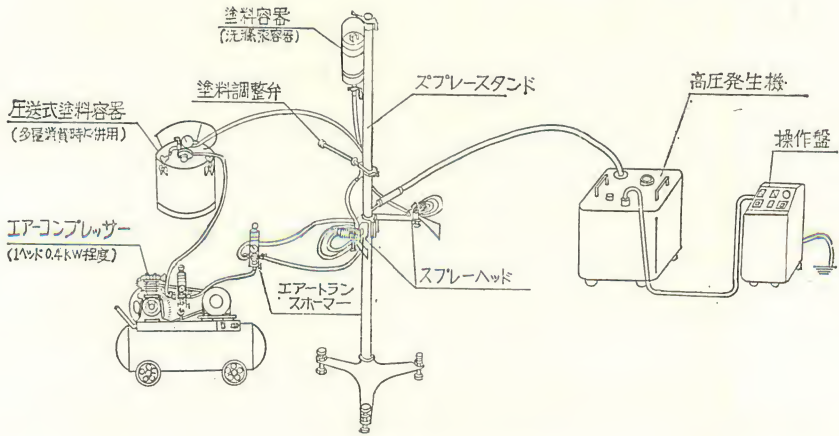 塗料容器
(洗滌液容器)
スプレースタンド
高圧発生機
塗料調整弁
圧送式塗料容器
(多量消費時に併用)
操作盤
エアーコンプレッサー
(1ヘッド0.4kW程度)
エアートラン
スホーマー
スプレーヘッド